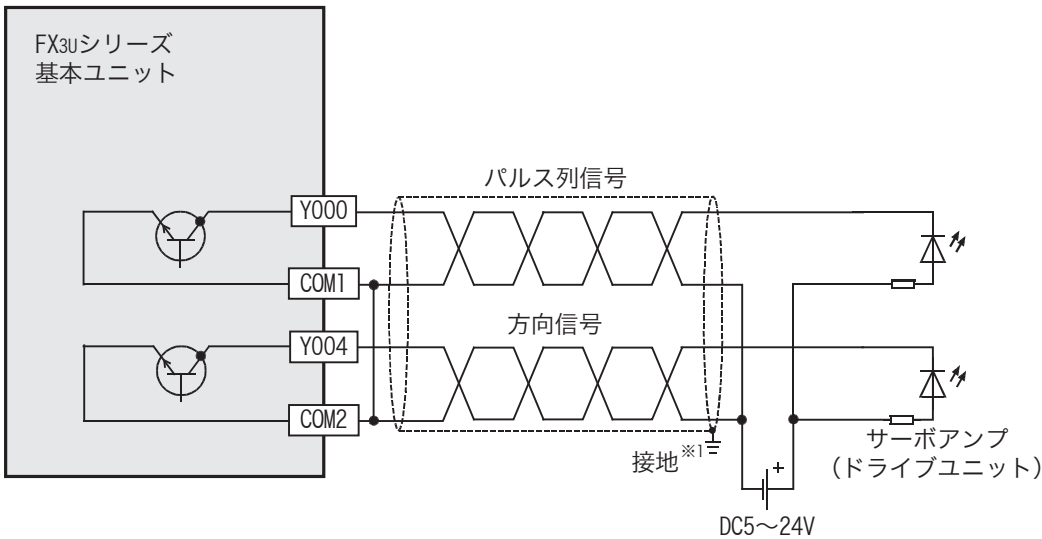 FX3Uシリーズ
基本ユニット
パルス列信号
Y000
COM1
方向信号
Y004
COM2
接地※1
サーボアンプ
（ドライブユニット）
+
DC5～24V